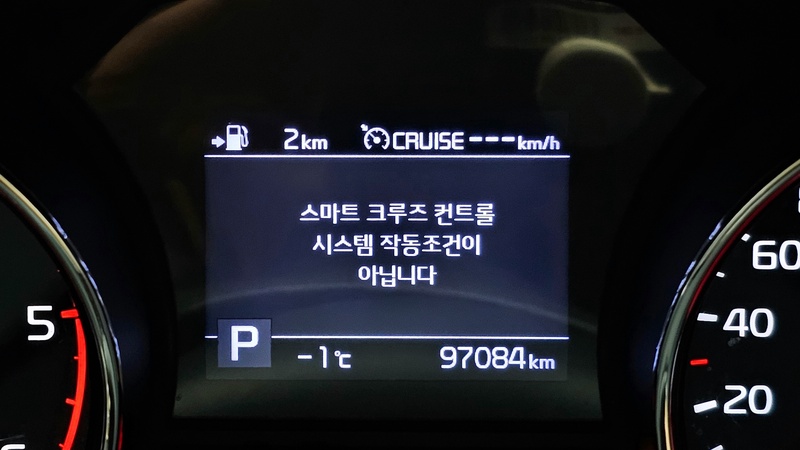 2km CRUISE ---km/h
스마트 크루즈 컨트롤
시스템 작동조건이
아닙니다
P -1℃ 97084km
5
60
40
20